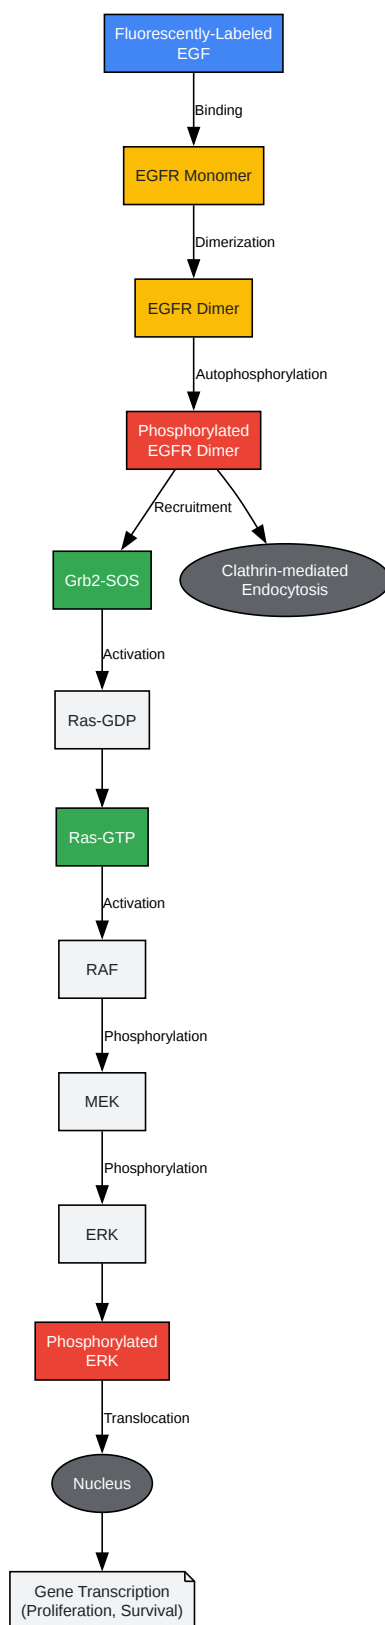 Fluorescently-Labeled
EGF
Binding
EGFR Monomer
Dimerization
EGFR Dimer
Autophosphorylation
Phosphorylated
EGFR Dimer
Recruitment
Grb2-SOS
Clathrin-mediated
Endocytosis
Activation
Ras-GDP
Ras-GTP
Activation
RAF
Phosphorylation
MEK
Phosphorylation
ERK
Phosphorylated
ERK
Translocation
Nucleus
Gene Transcription
(Proliferation, Survival)